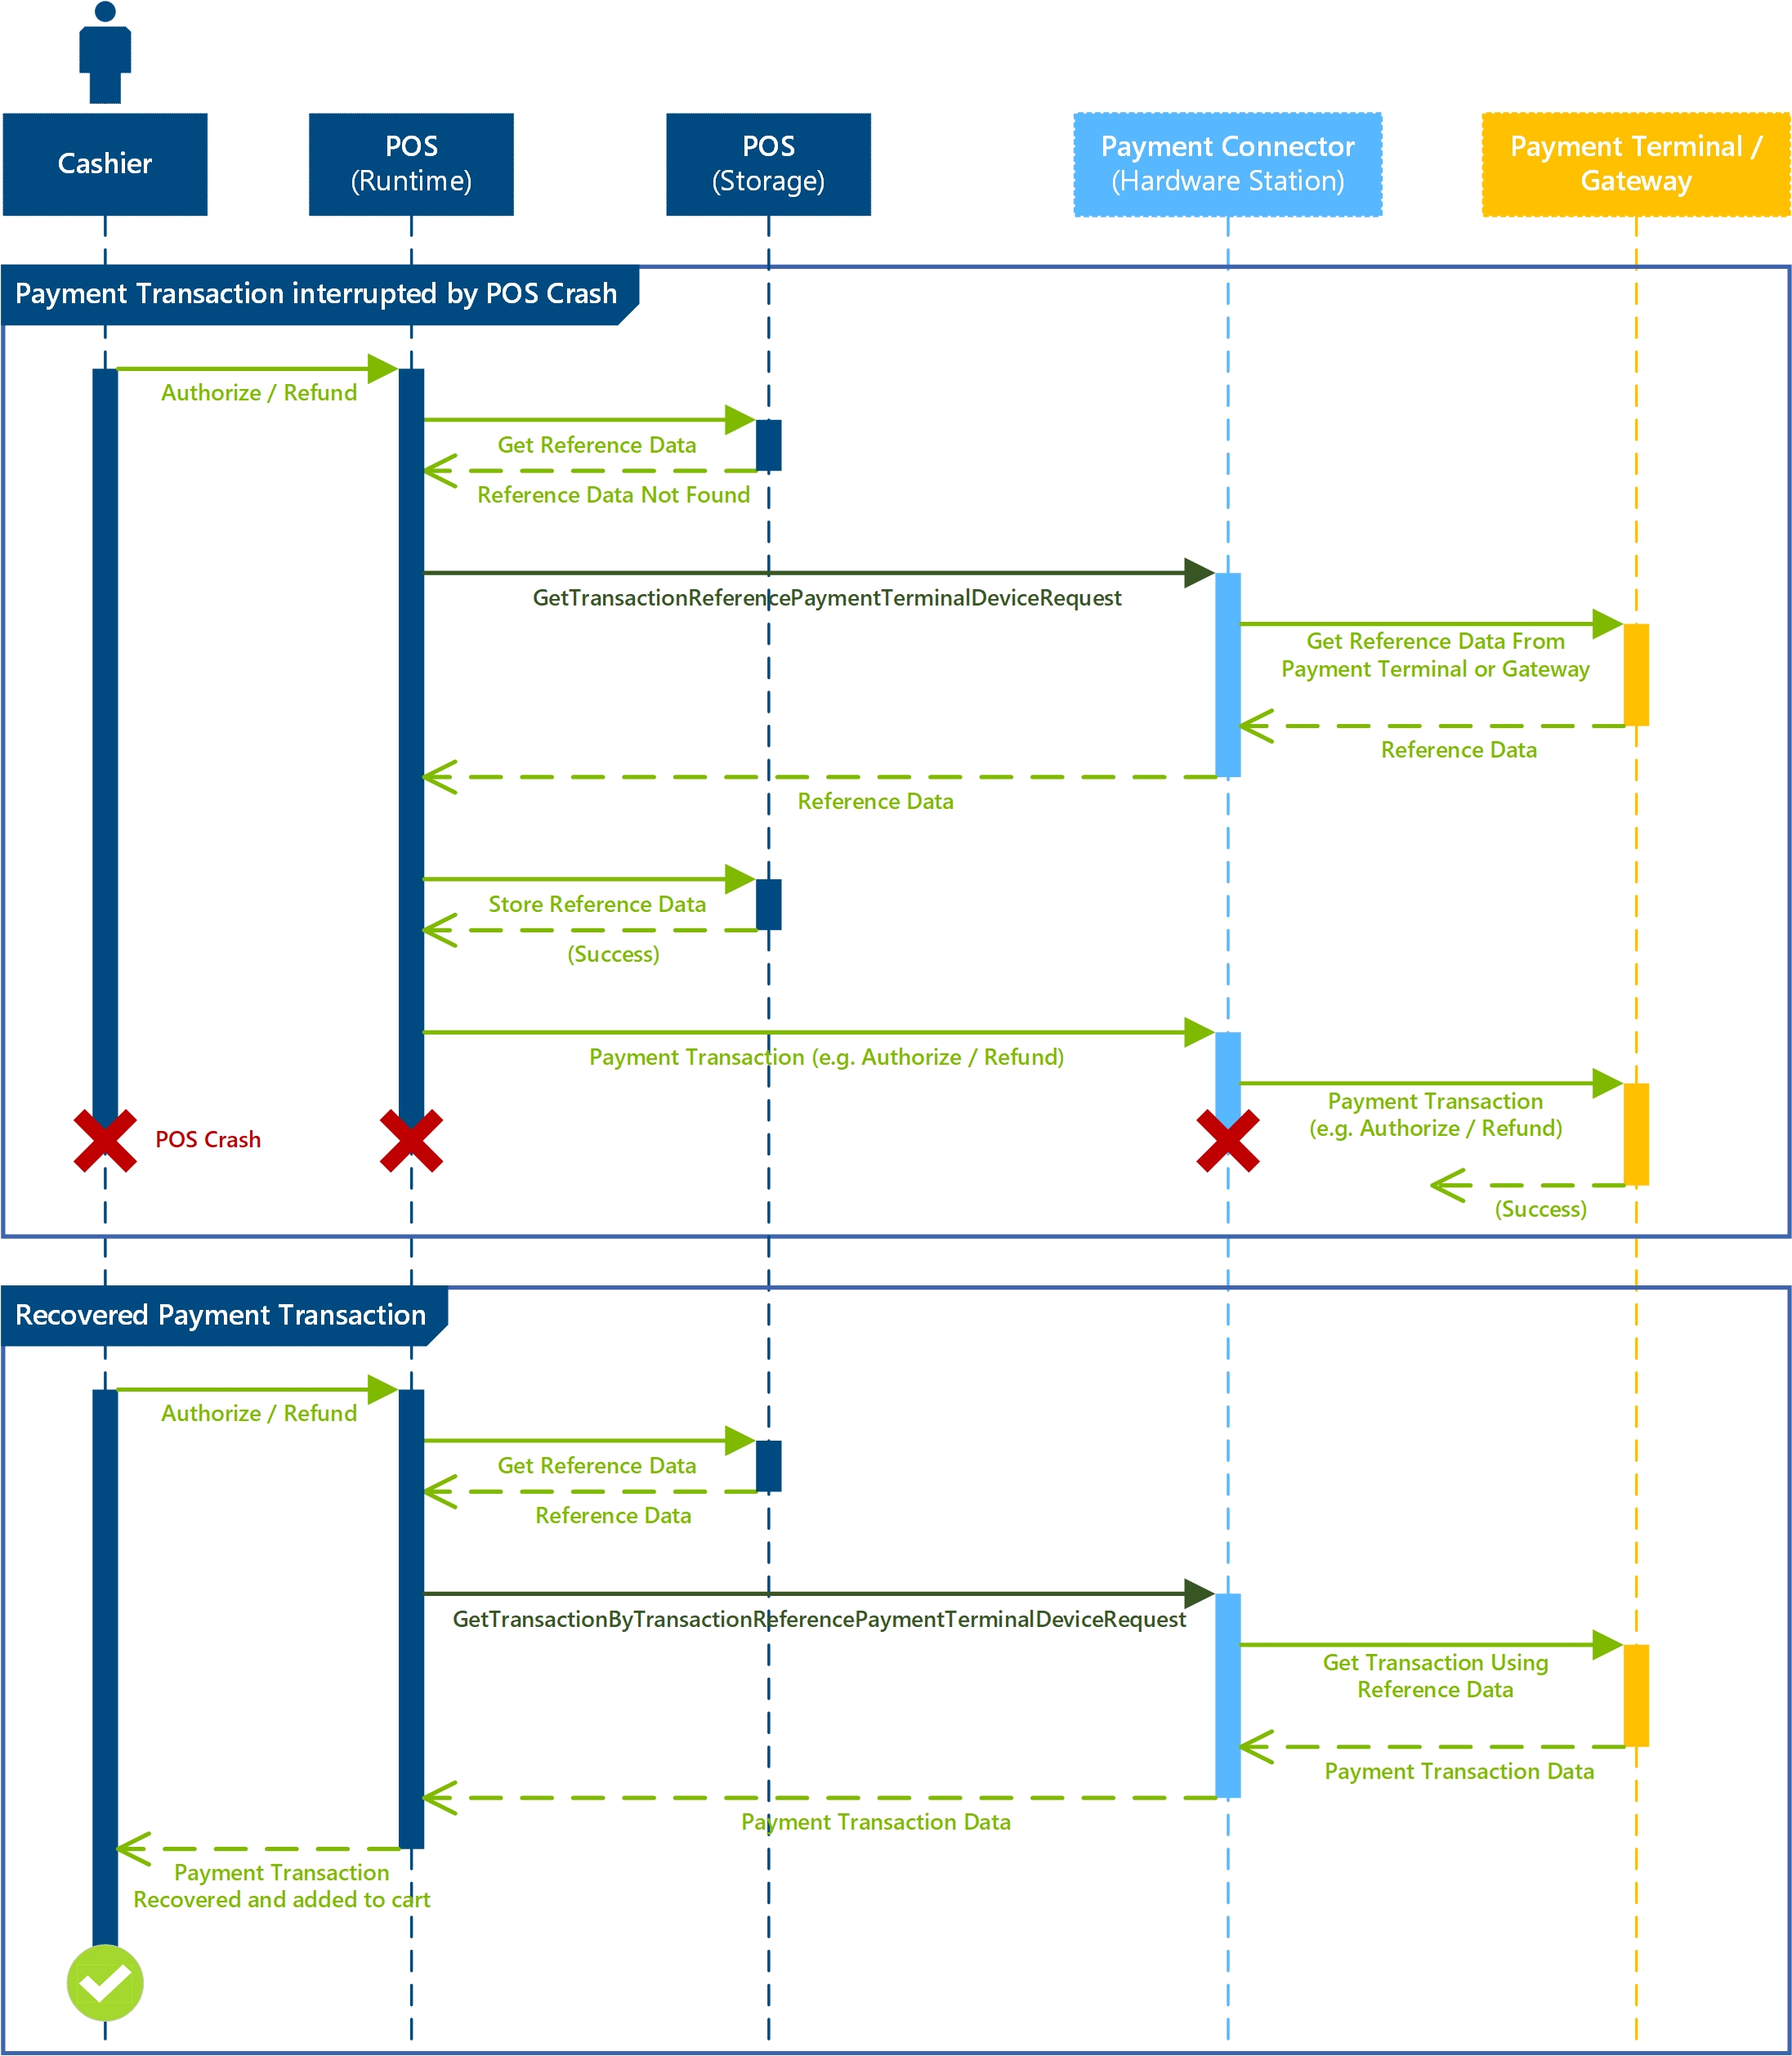 Cashier
POS
(Runtime)
POS
(Storage)
Payment Connector
(Hardware Station)
Payment Terminal /
Gateway
Payment Transaction interrupted by POS Crash
Authorize / Refund
Get Reference Data
Reference Data Not Found
GetTransactionReferencePaymentTerminalDeviceRequest
Get Reference Data From
Payment Terminal or Gateway
Reference Data
Reference Data
Store Reference Data
(Success)
Payment Transaction (e.g. Authorize / Refund)
Payment Transaction
(e.g. Authorize / Refund)
POS Crash
(Success)
Recovered Payment Transaction
Authorize / Refund
Get Reference Data
Reference Data
GetTransactionByTransactionReferencePaymentTerminalDeviceRequest
Get Transaction Using
Reference Data
Payment Transaction Data
Payment Transaction Data
Payment Transaction
Recovered and added to cart